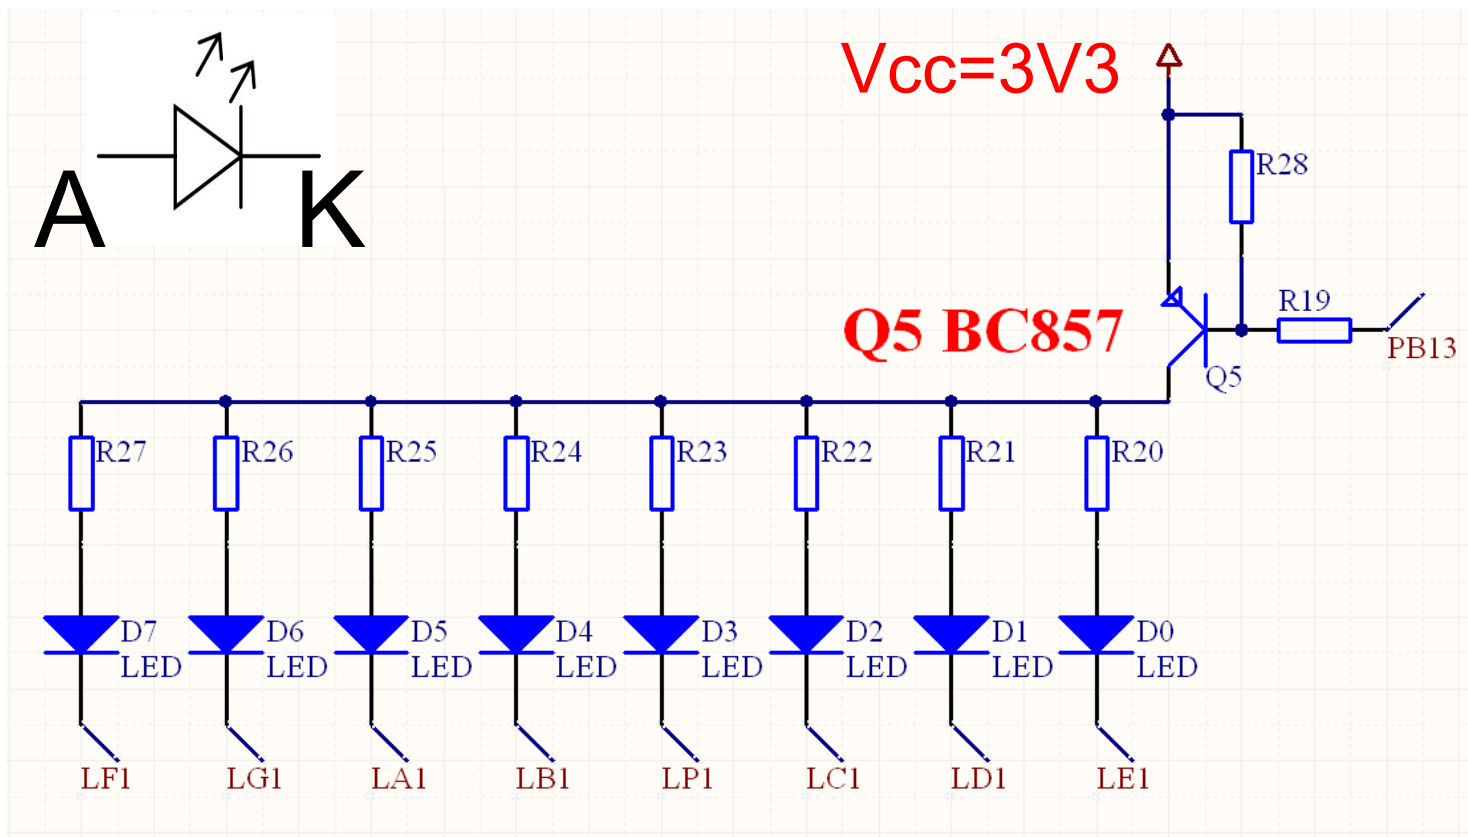 Vcc=3V3
A
K
R28
R19
PB13
Q5 BC857
Q5
R27
R26
R25
R24
R23
R22
R21
R20
D7
LED
D6
LED
D5
LED
D4
LED
D3
LED
D2
LED
D1
LED
D0
LED
LF1
LG1
LA1
LB1
LP1
LC1
LD1
LE1